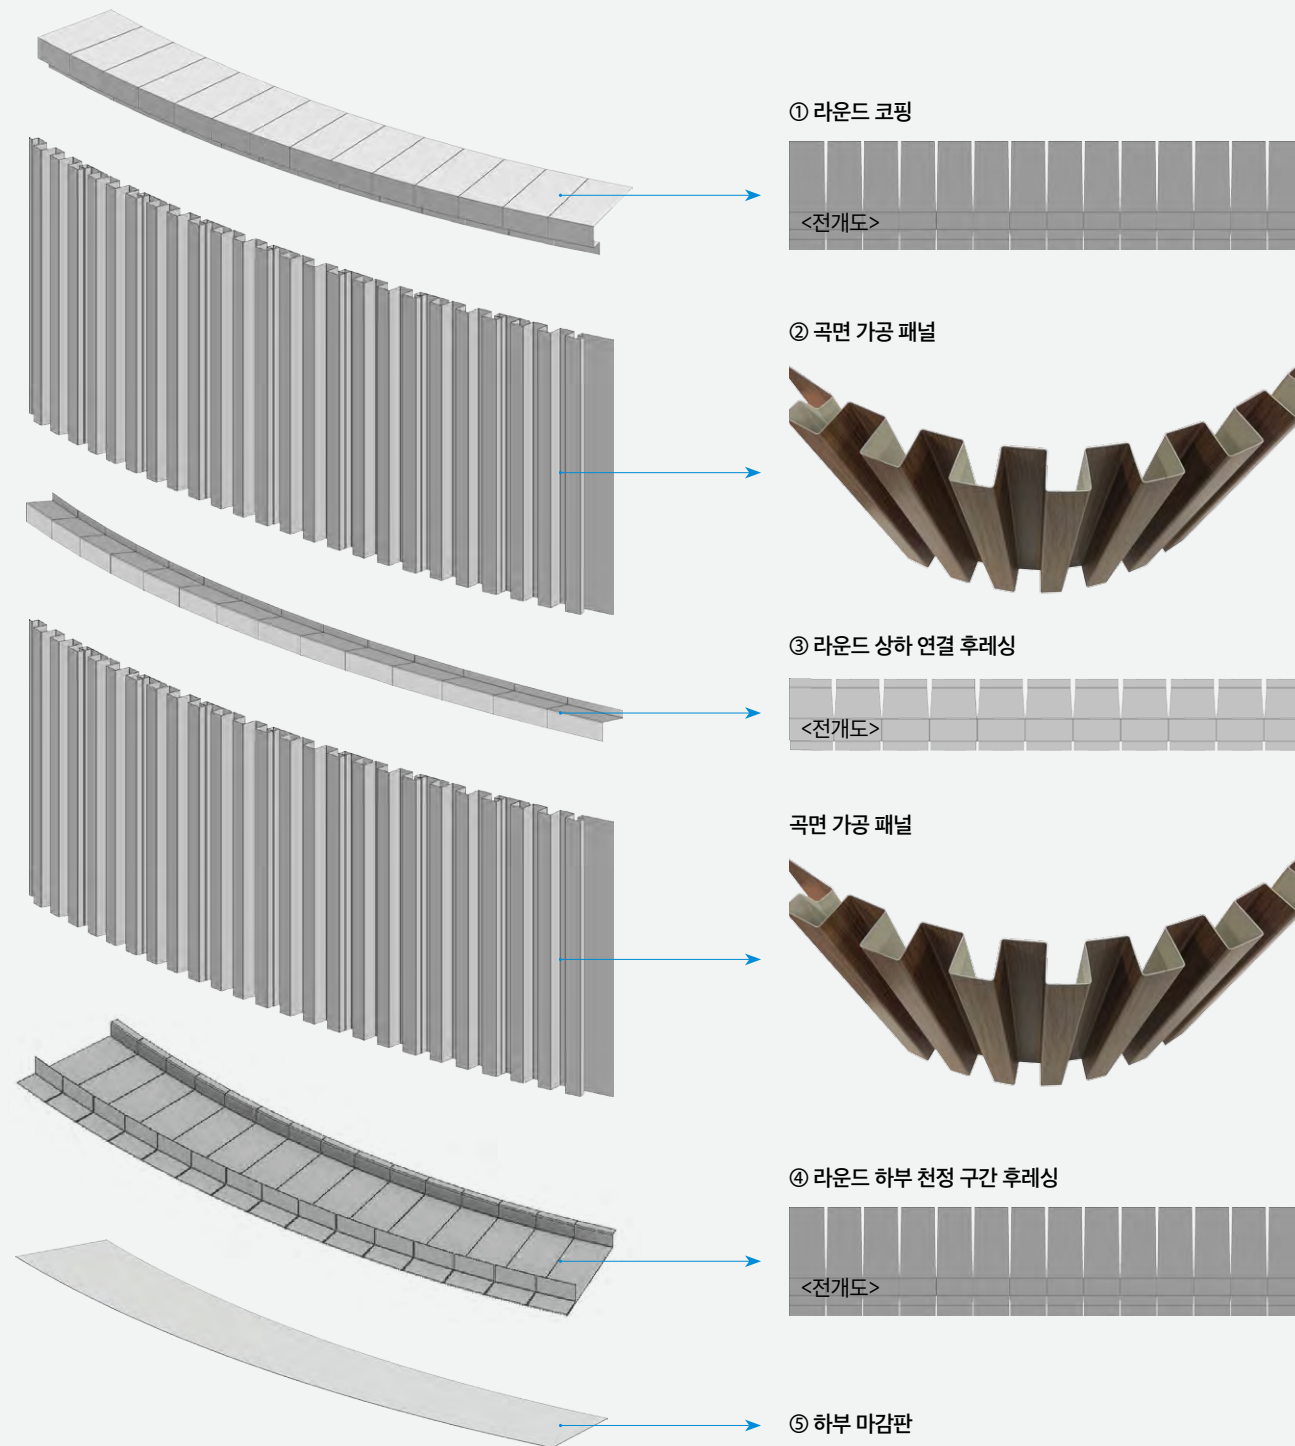 ① 라운드 코핑
<전개도>
② 곡면 가공 패널
③ 라운드 상하 연결 후레싱
<전개도>
곡면 가공 패널
④ 라운드 하부 천정 구간 후레싱
<전개도>
⑤ 하부 마감판